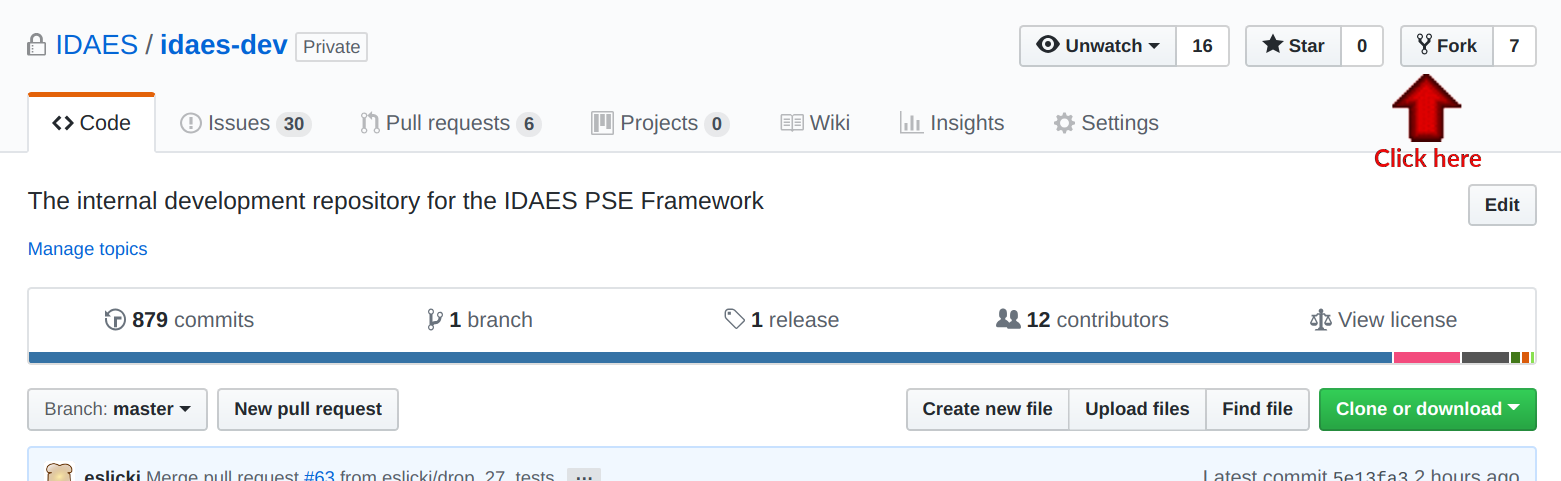 IDAES / idaes-dev Private Unwatch 16 Star 0 Fork 7
Code Issues 30 Pull requests 6 Projects 0 Wiki Insights Settings
Click here
The internal development repository for the IDAES PSE Framework Edit
Manage topics
879 commits 1 branch 1 release 12 contributors View license
Branch: master New pull request Create new file Upload files Find file Clone or download
eslicki Merge pull request #63 from eslicki/drop_27_tests ... Latest commit 5e13fa3 2 hours ago